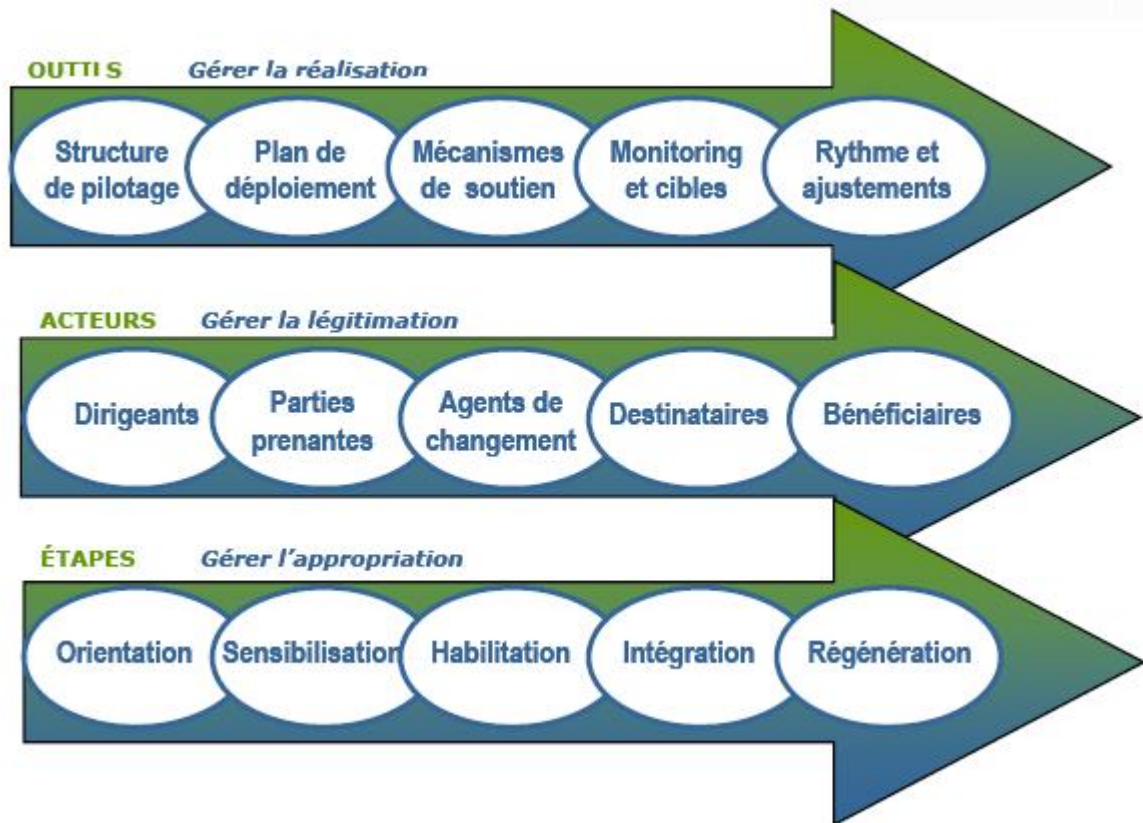 OUTILS Gérer la réalisation
Structure
de pilotage
Plan de
déploiement
Mécanismes
de soutien
Monitoring
et cibles
Rythme et
ajustements
ACTEURS Gérer la légitimation
Dirigeants
Parties
prenantes
Agents de
changement
Destinataires
Bénéficiaires
ÉTAPES Gérer l'appropriation
Orientation
Sensibilisation
Habilitation
Intégration
Régénération